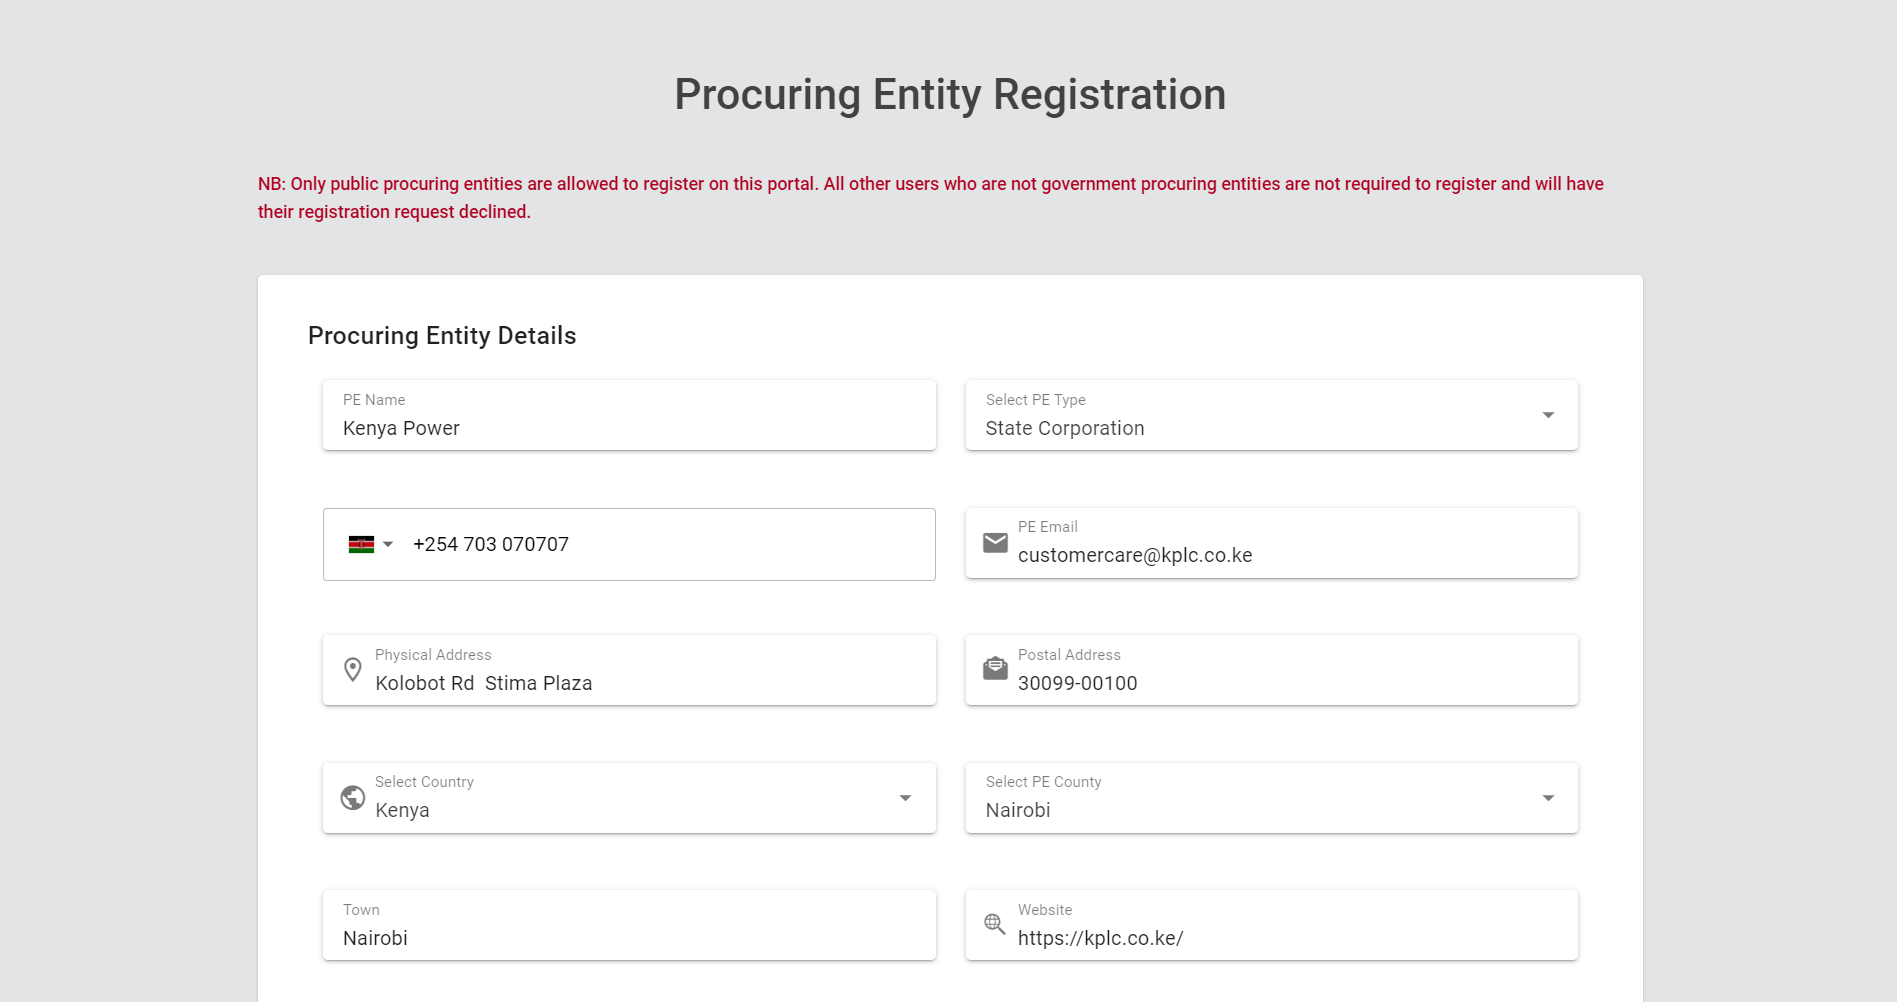 Procuring Entity Registration
NB: Only public procuring entities are allowed to register on this portal. All other users who are not government procuring entities are not required to register and will have
their registration request declined.
Procuring Entity Details
PE Name
Kenya Power
Select PE Type
State Corporation
+254 703 070707
PE Email
customercare@kplc.co.ke
Physical Address
Kolobot Rd  Stima Plaza
Postal Address
30099-00100
Select Country
Kenya
Select PE County
Nairobi
Town
Nairobi
Website
https://kplc.co.ke/